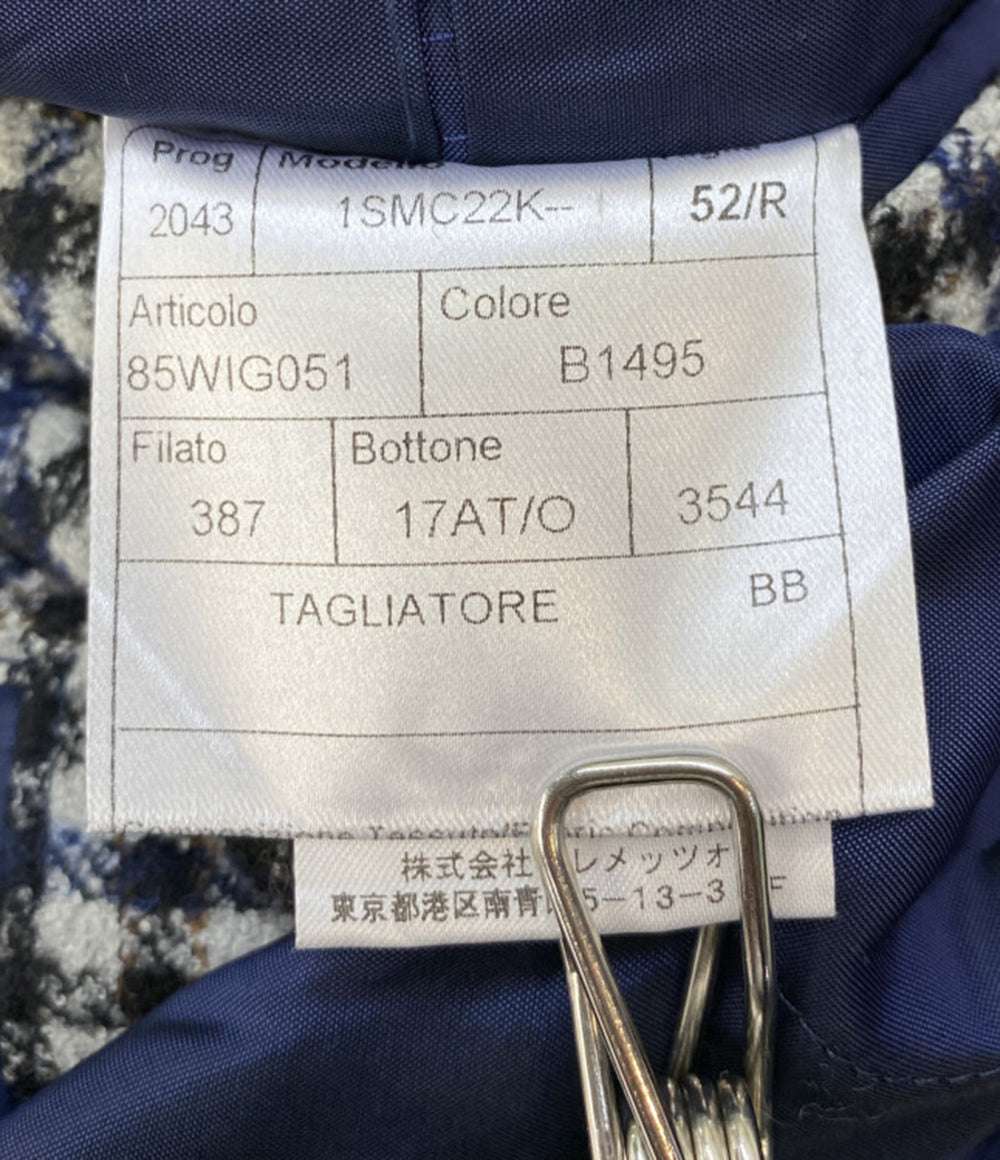 Prog Modello
2043 1SMC22K-- 52/R
Articolo Colore
85WIG051 B1495
Filato Bottone
387 17AT/O 3544
TAGLIATORE BB
株式会社 レメッツオ
東京都港区南青 5-13-3 F